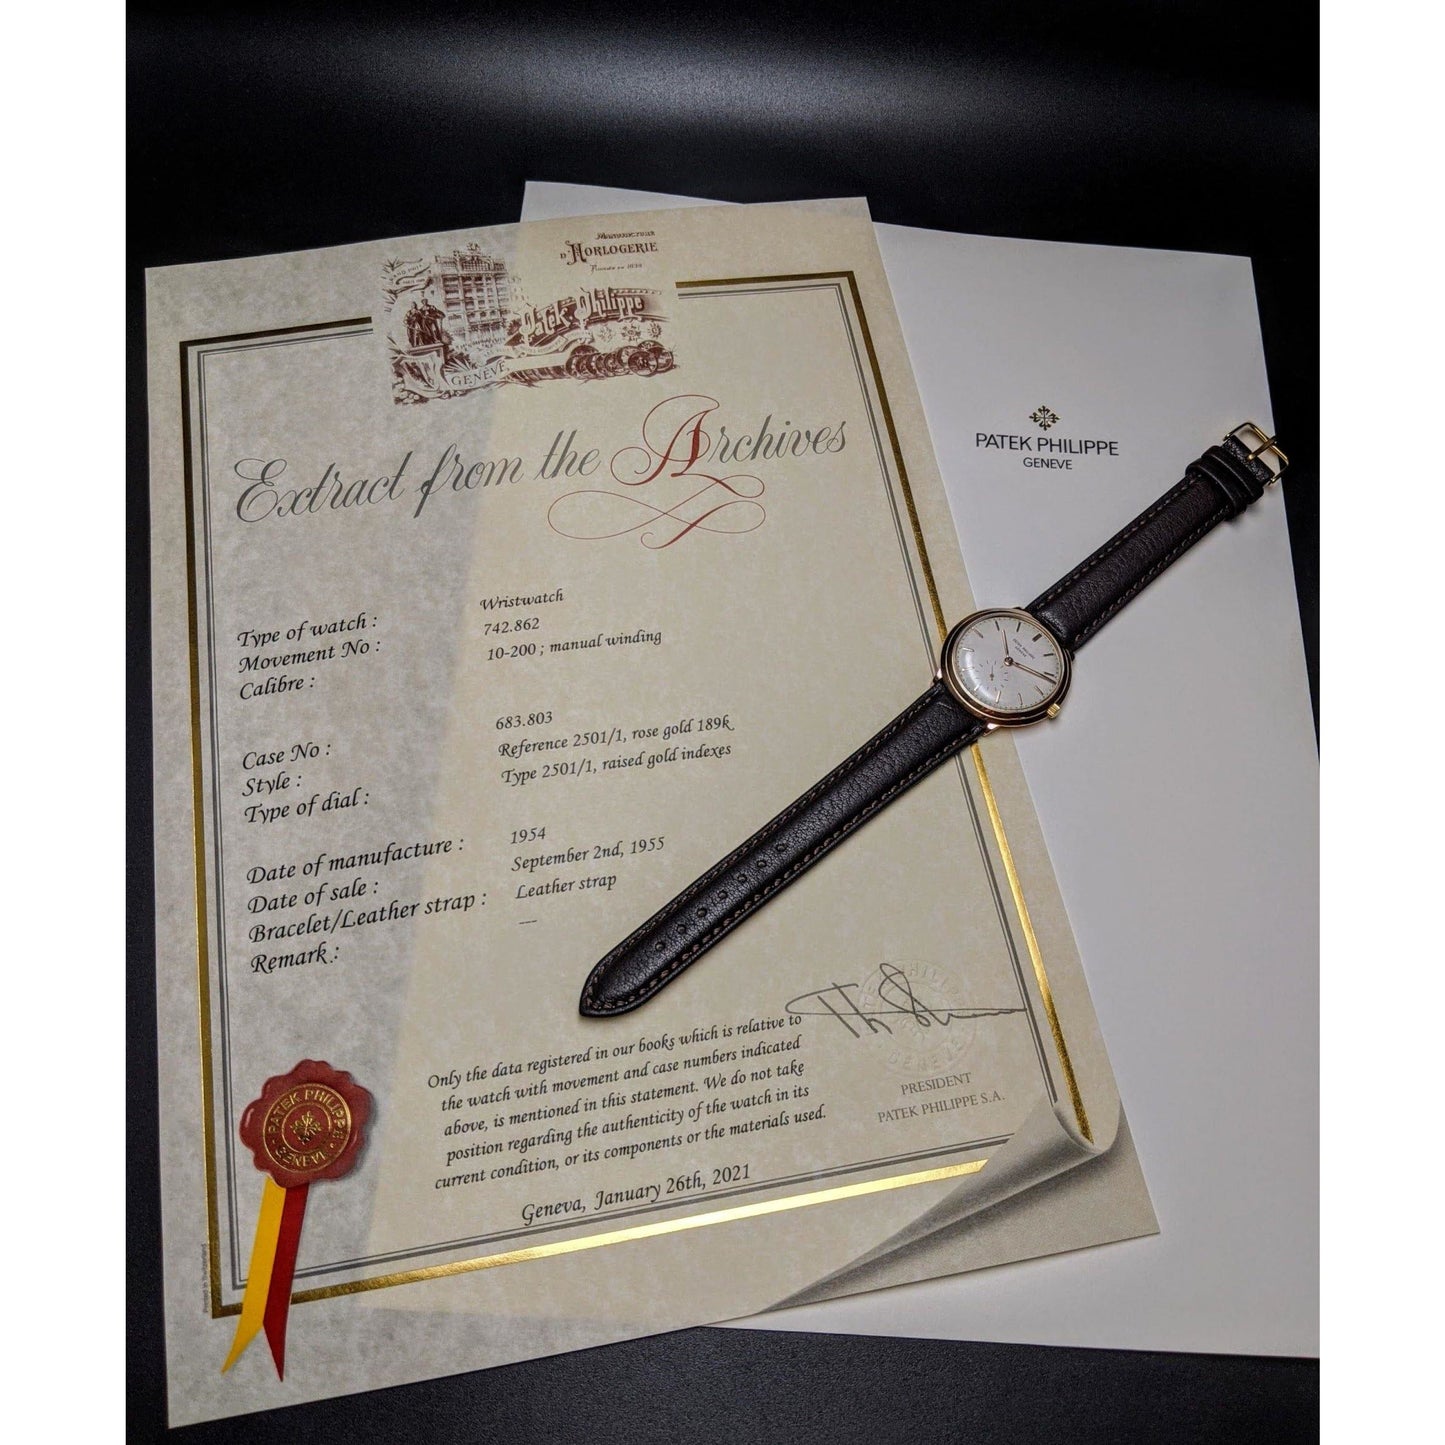 MANUFACTURE
D'HORLOGERIE
Fondée en 1839
GRAND PRIX
Patek Philippe
GENÈVE
Extract from the Archives
PATEK PHILIPPE
GENEVE
Type of watch : Wristwatch
Movement No : 742.862
Calibre : 10-200 ; manual winding
Case No : 683.803
Style : Reference 2501/1, rose gold 189k
Type of dial : Type 2501/1, raised gold indexes
Date of manufacture : 1954
Date of sale : September 2nd, 1955
Bracelet/Leather strap : Leather strap
Remark : ---
Only the data registered in our books which is relative to
the watch with movement and case numbers indicated
above, is mentioned in this statement. We do not take
position regarding the authenticity of the watch in its
current condition, or its components or the materials used.
Geneva, January 26th, 2021
PRESIDENT
PATEK PHILIPPE S.A.
PATEK PHILIPPE
GENEVE
Printed in Switzerland